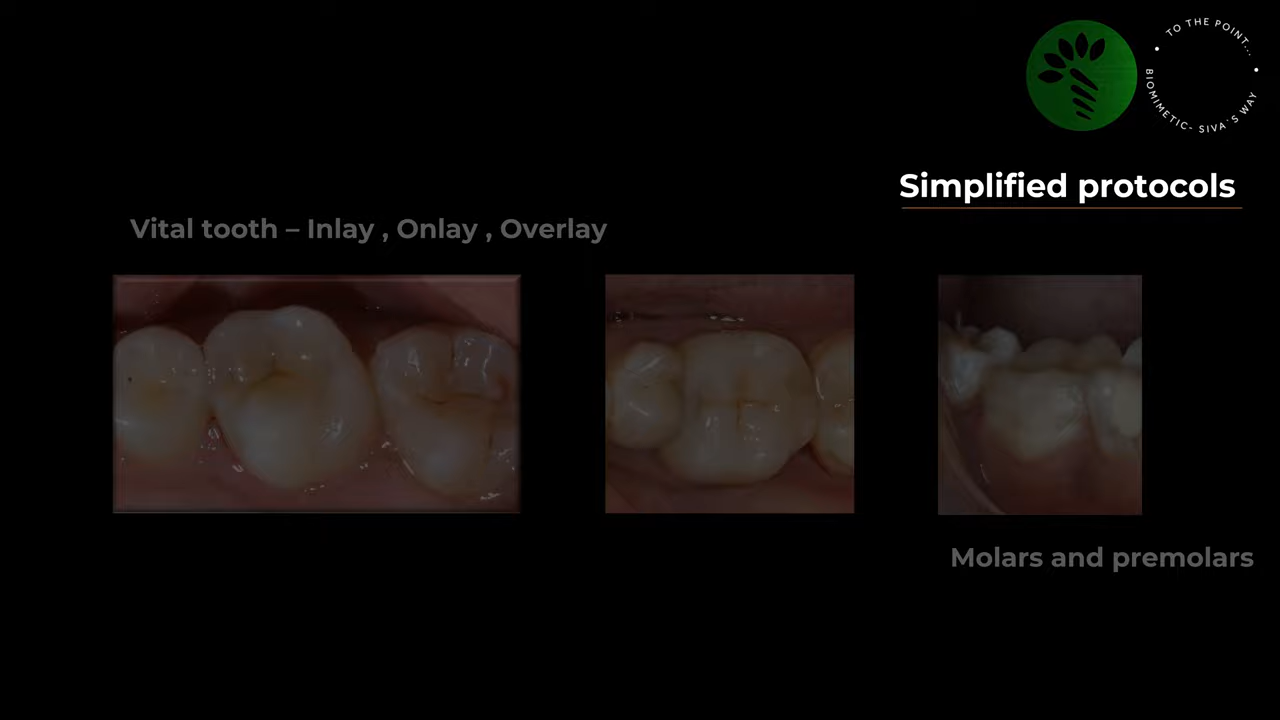 TO THE POINT...
BIOMIMETIC- SIVA'S WAY
Simplified protocols
Vital tooth – Inlay , Onlay , Overlay
Molars and premolars